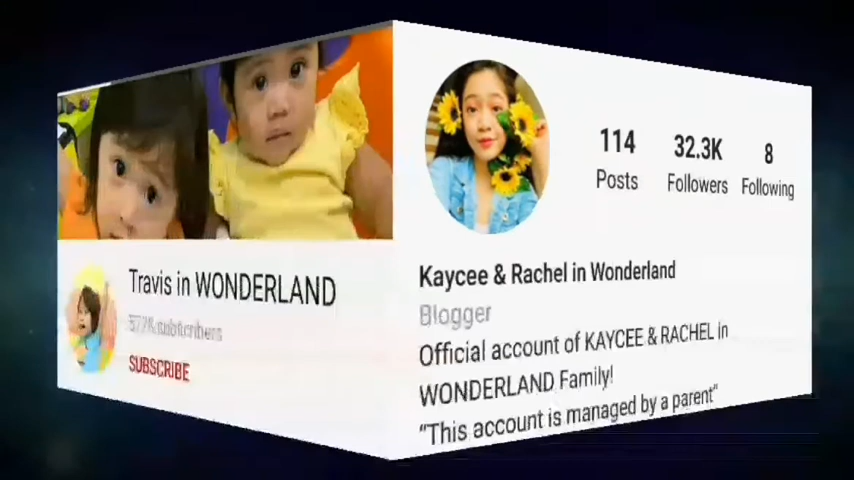 Travis in WONDERLAND
subscribers
SUBSCRIBE
114
Posts
32.3K
Followers
8
Following
Kaycee & Rachel in Wonderland
Blogger
Official account of KAYCEE & RACHEL in
WONDERLAND Family!
“This account is managed by a parent”